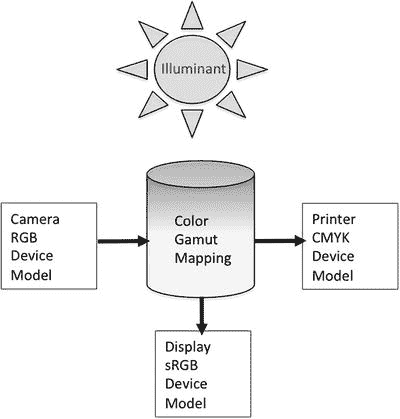 Illuminant
Camera
RGB
Device
Model
Color
Gamut
Mapping
Printer
CMYK
Device
Model
Display
sRGB
Device
Model